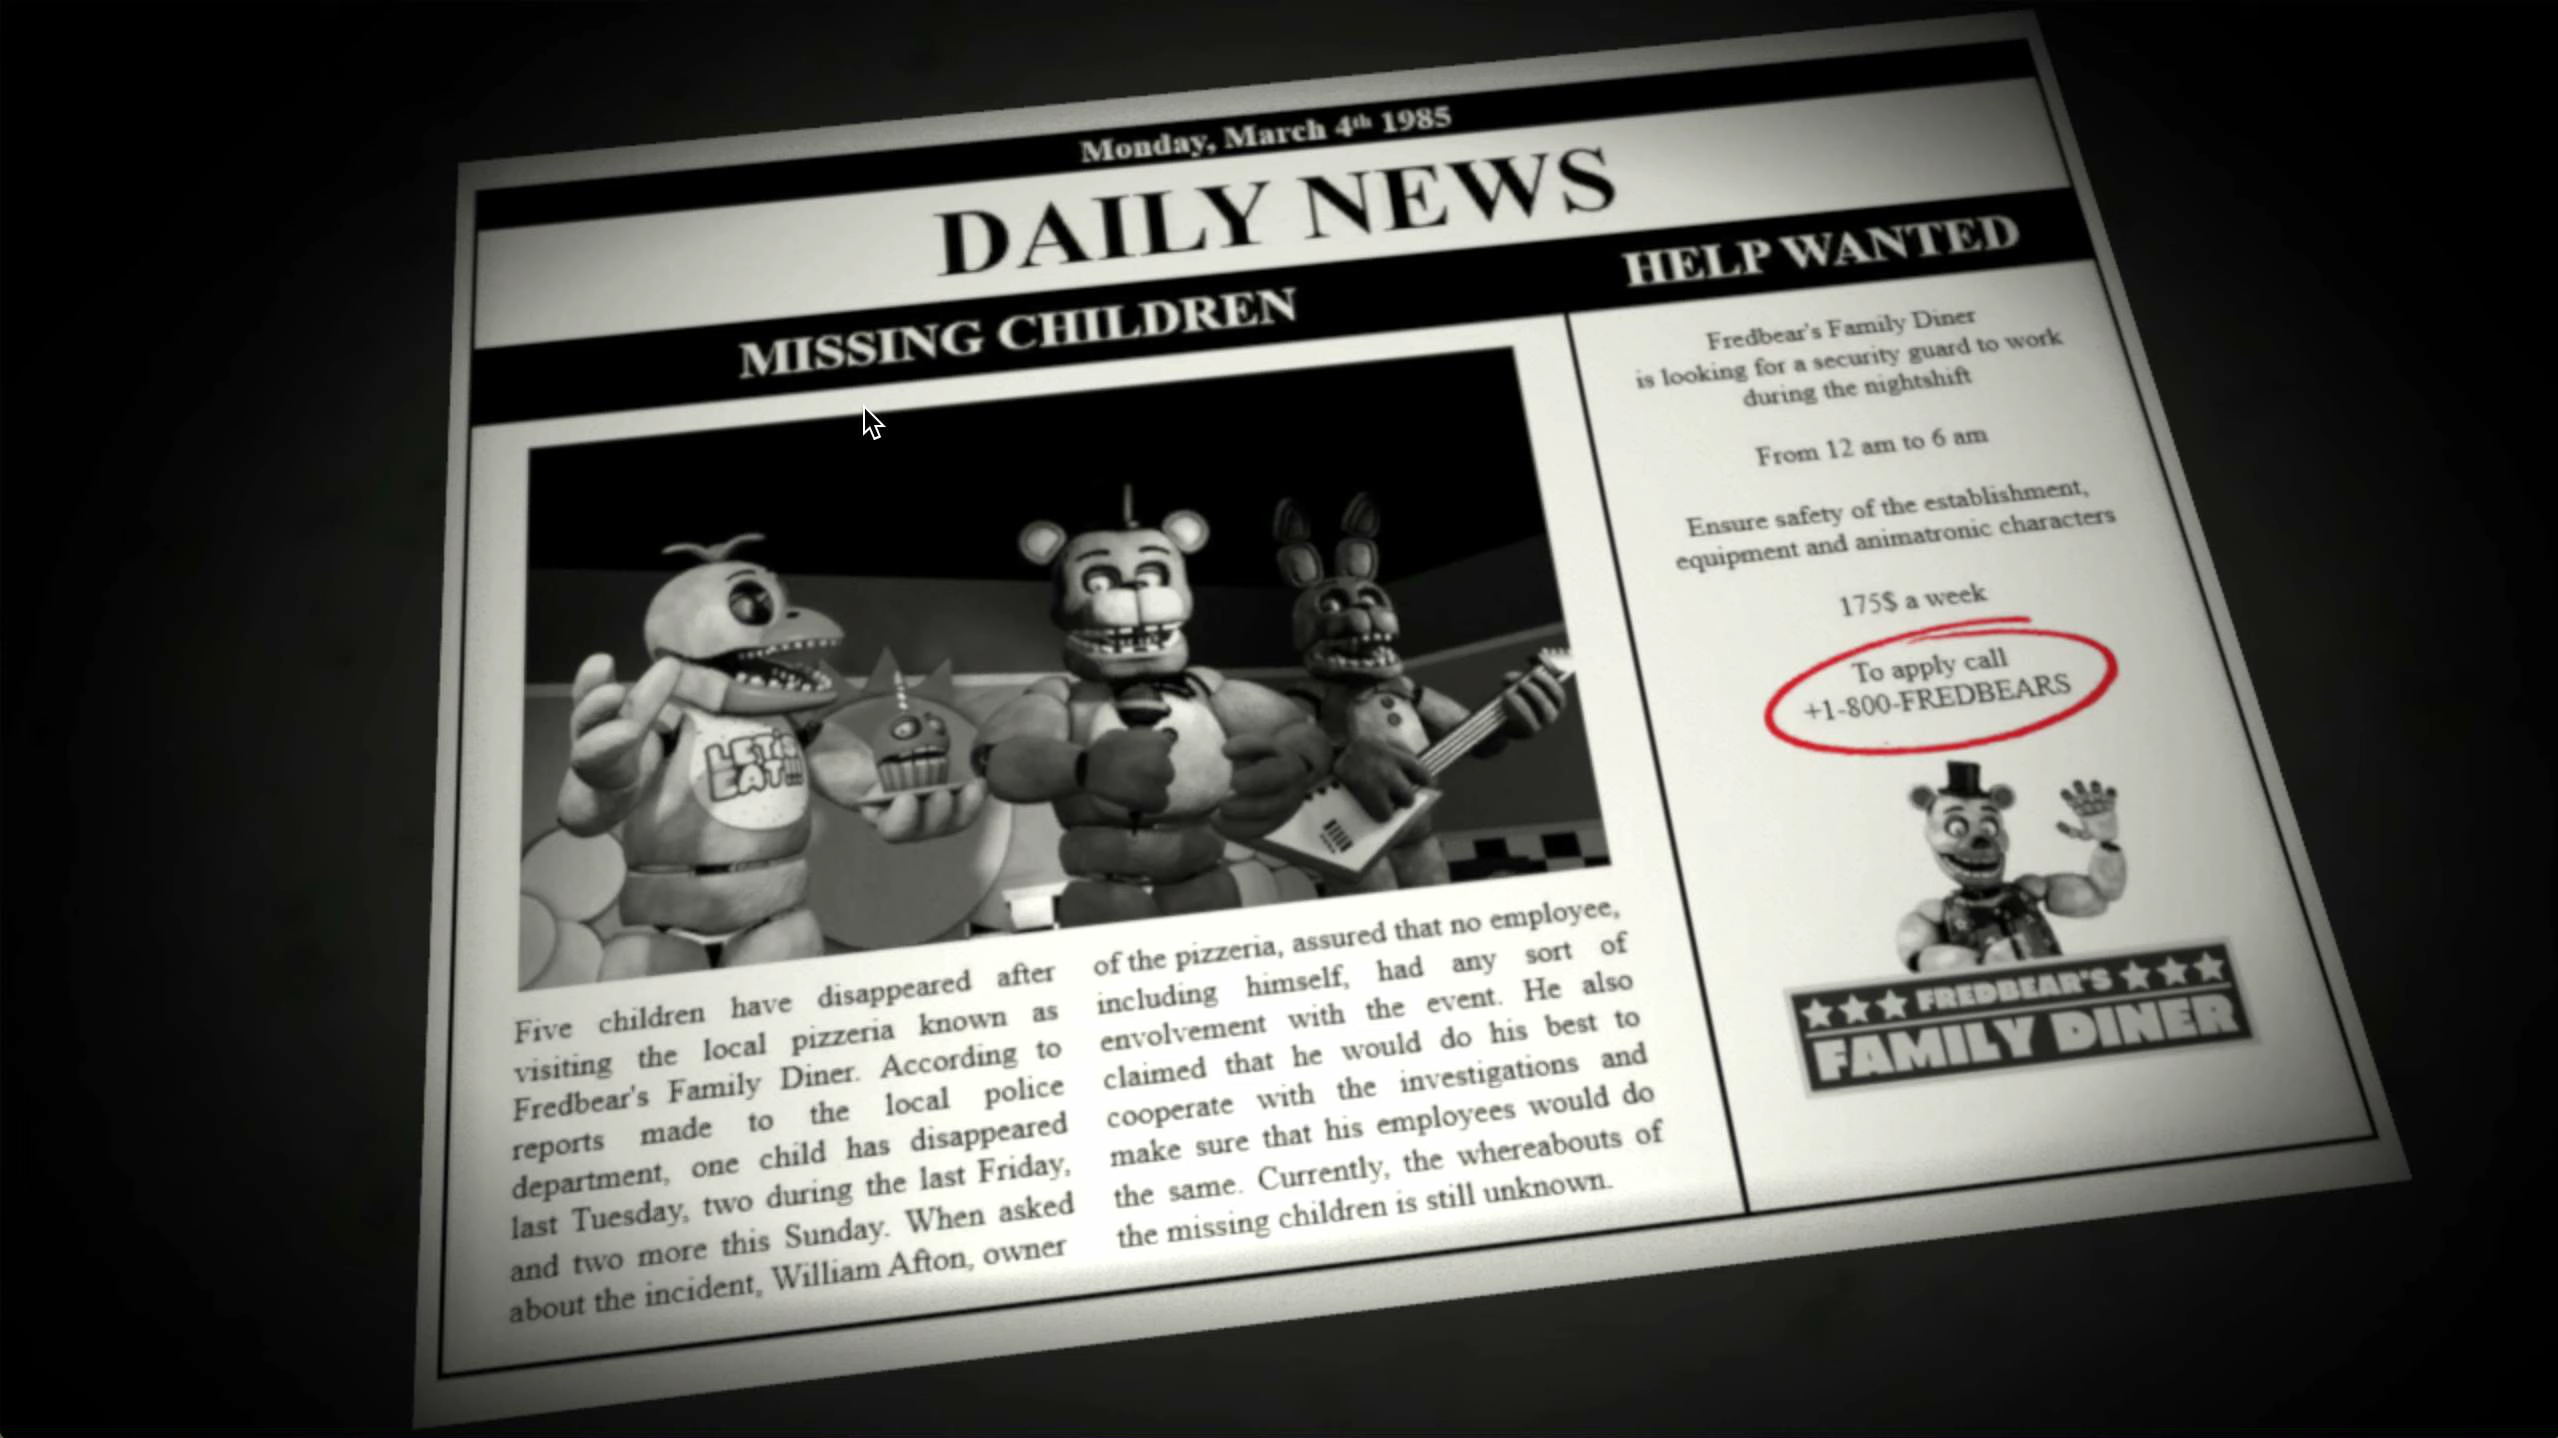 Monday, March 4th 1985
DAILY NEWS
MISSING CHILDREN
LET'S
EAT!!!
Five children have disappeared after
visiting the local pizzeria known as
Fredbear's Family Diner. According to
reports made to the local police
department, one child has disappeared
last Tuesday, two during the last Friday,
and two more this Sunday. When asked
about the incident, William Afton, owner
of the pizzeria, assured that no employee,
including himself, had any sort of
envolvement with the event. He also
claimed that he would do his best to
cooperate with the investigations and
make sure that his employees would do
the same. Currently, the whereabouts of
the missing children is still unknown.
HELP WANTED
Fredbear's Family Diner
is looking for a security guard to work
during the nightshift
From 12 am to 6 am
Ensure safety of the establishment,
equipment and animatronic characters
175$ a week
To apply call
+1-800-FREDBEARS
FREDBEAR'S
FAMILY DINER